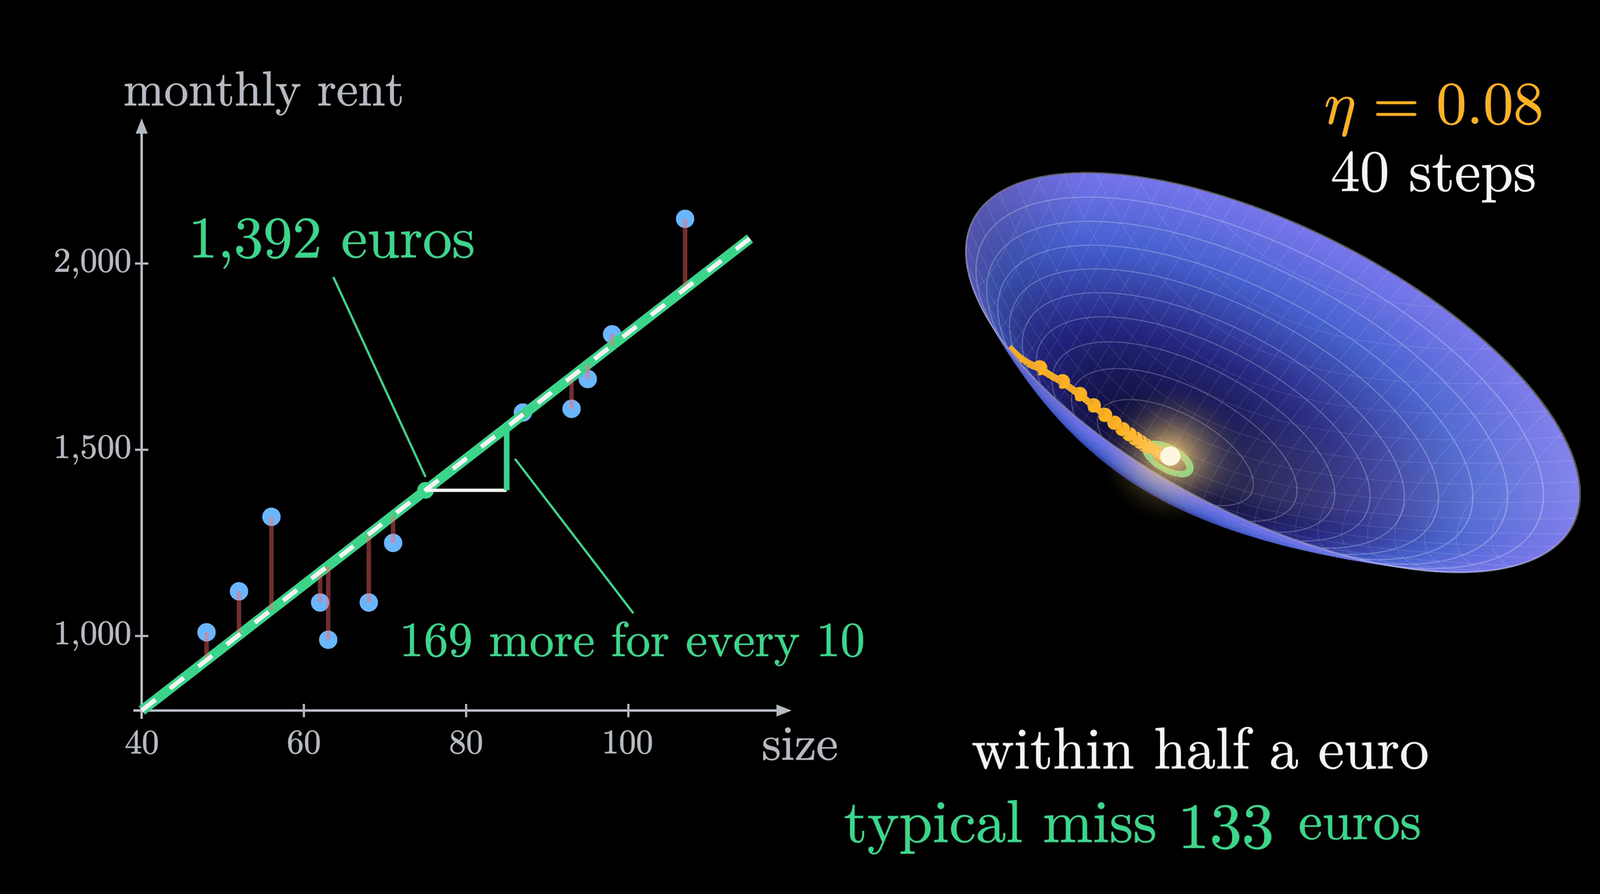 monthly rent
2,000
1,500
1,000
1,392 euros
169 more for every 10
40 60 80 100
size
η = 0.08
40 steps
within half a euro
typical miss 133 euros